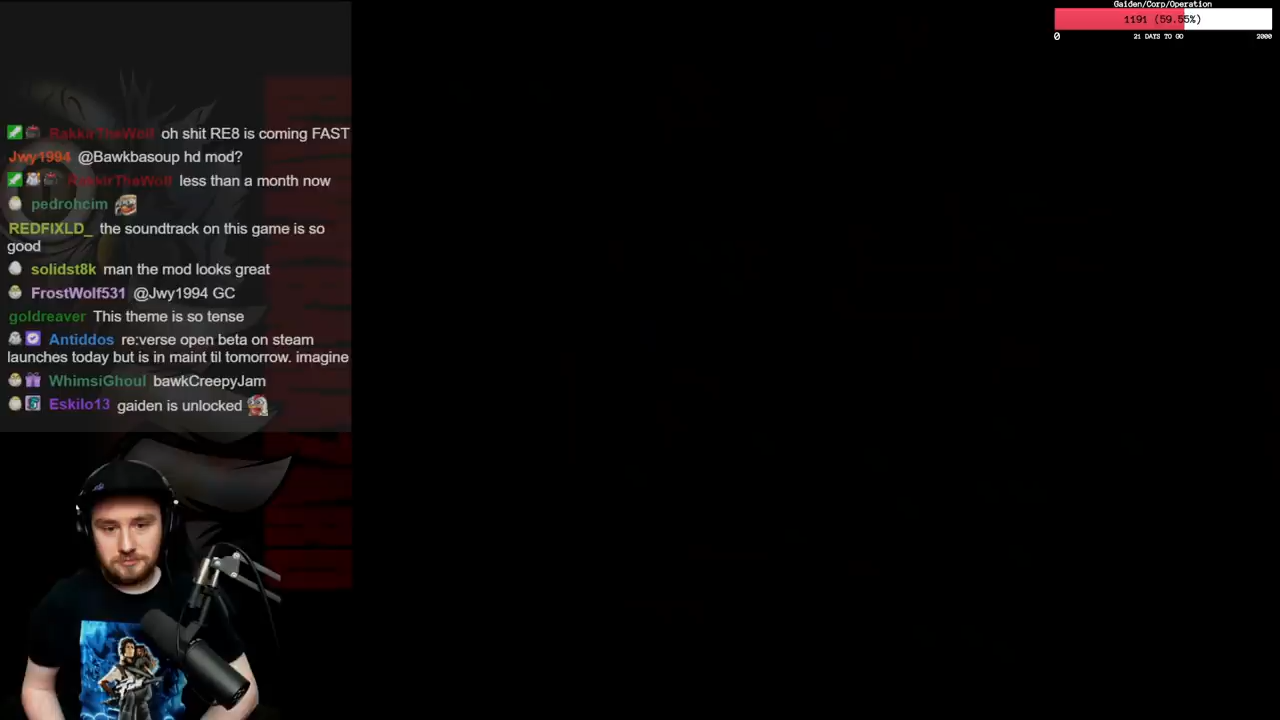 Gaiden/Corp/Operation
1191 (59.55%)
0 21 DAYS TO GO 2000
RakkirTheWolf oh shit RE8 is coming FAST
Jwy1994 @Bawkbasoup hd mod?
RakkirTheWolf less than a month now
pedrohcim
REDFIXLD_ the soundtrack on this game is so
good
solidst8k man the mod looks great
FrostWolf531 @Jwy1994 GC
goldreaver This theme is so tense
Antiddos re:verse open beta on steam
launches today but is in maint til tomorrow. imagine
WhimsiGhoul bawkCreepyJam
Eskilo13 gaiden is unlocked